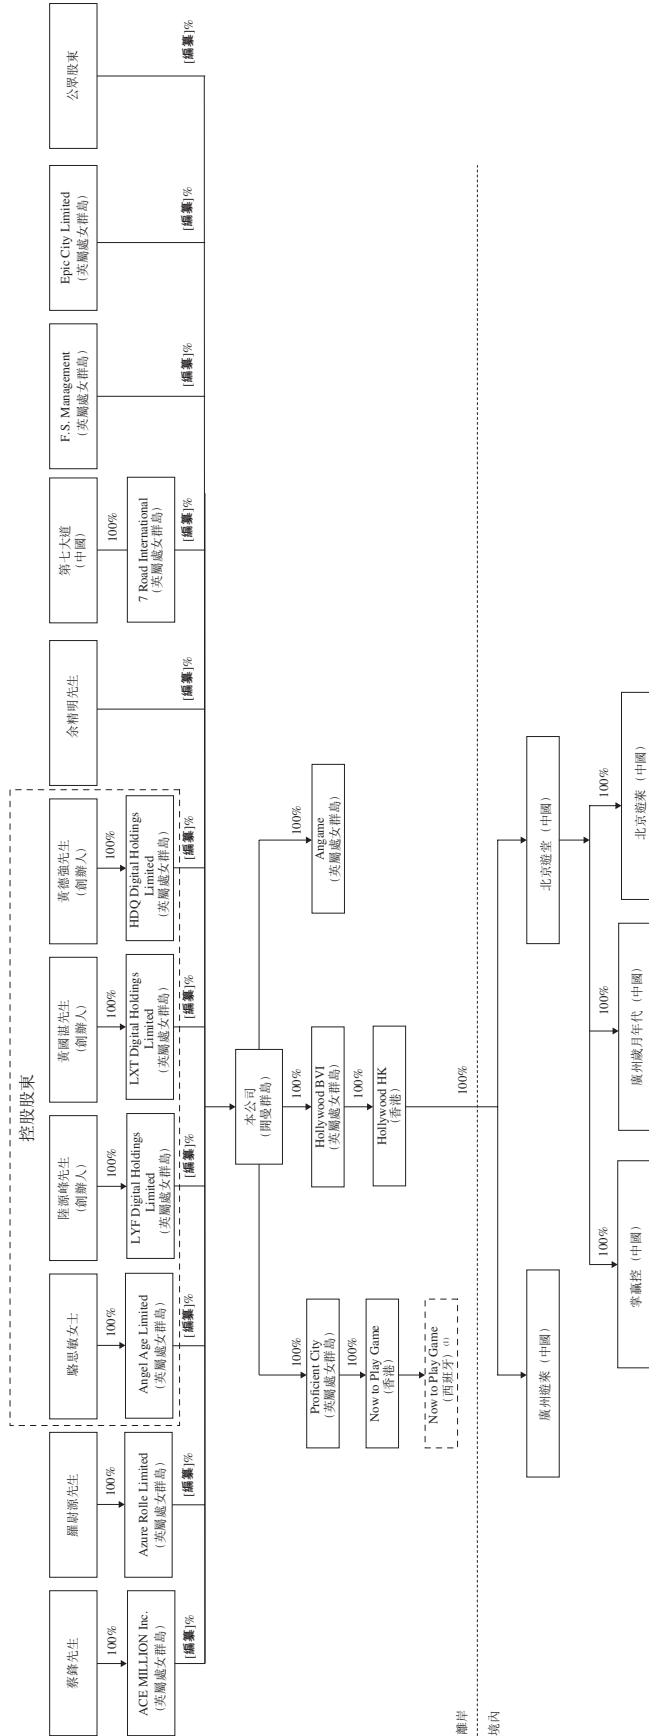 控股股東
蔡鋒先生
羅尉源先生
駱思敏女士
陸源峰先生
(創辦人)
黃國湛先生
(創辦人)
黃德強先生
(創辦人)
余精明先生
第七大道
(中國)
F.S. Management
(英屬處女群島)
Epic City Limited
(英屬處女群島)
公眾股東
100%
100%
100%
100%
100%
100%
100%
ACE MILLION Inc.
(英屬處女群島)
Azure Rolle Limited
(英屬處女群島)
Angel Age Limited
(英屬處女群島)
LYF Digital Holdings
Limited
(英屬處女群島)
LXT Digital Holdings
Limited
(英屬處女群島)
HDQ Digital Holdings
Limited
(英屬處女群島)
7 Road International
(英屬處女群島)
[編纂]%
[編纂]%
[編纂]%
[編纂]%
[編纂]%
[編纂]%
[編纂]%
[編纂]%
[編纂]%
[編纂]%
[編纂]%
本公司
(開曼群島)
100%
100%
100%
Proficient City
(英屬處女群島)
Hollywood BVI
(英屬處女群島)
Angame
(英屬處女群島)
100%
100%
Now to Play Game
(香港)
Hollywood HK
(香港)
Now to Play Game
(西班牙)(1)
100%
離岸
境內
廣州遊萊 (中國)
北京遊堂 (中國)
100%
100%
100%
掌贏控 (中國)
廣州歲月年代 (中國)
北京遊萊 (中國)